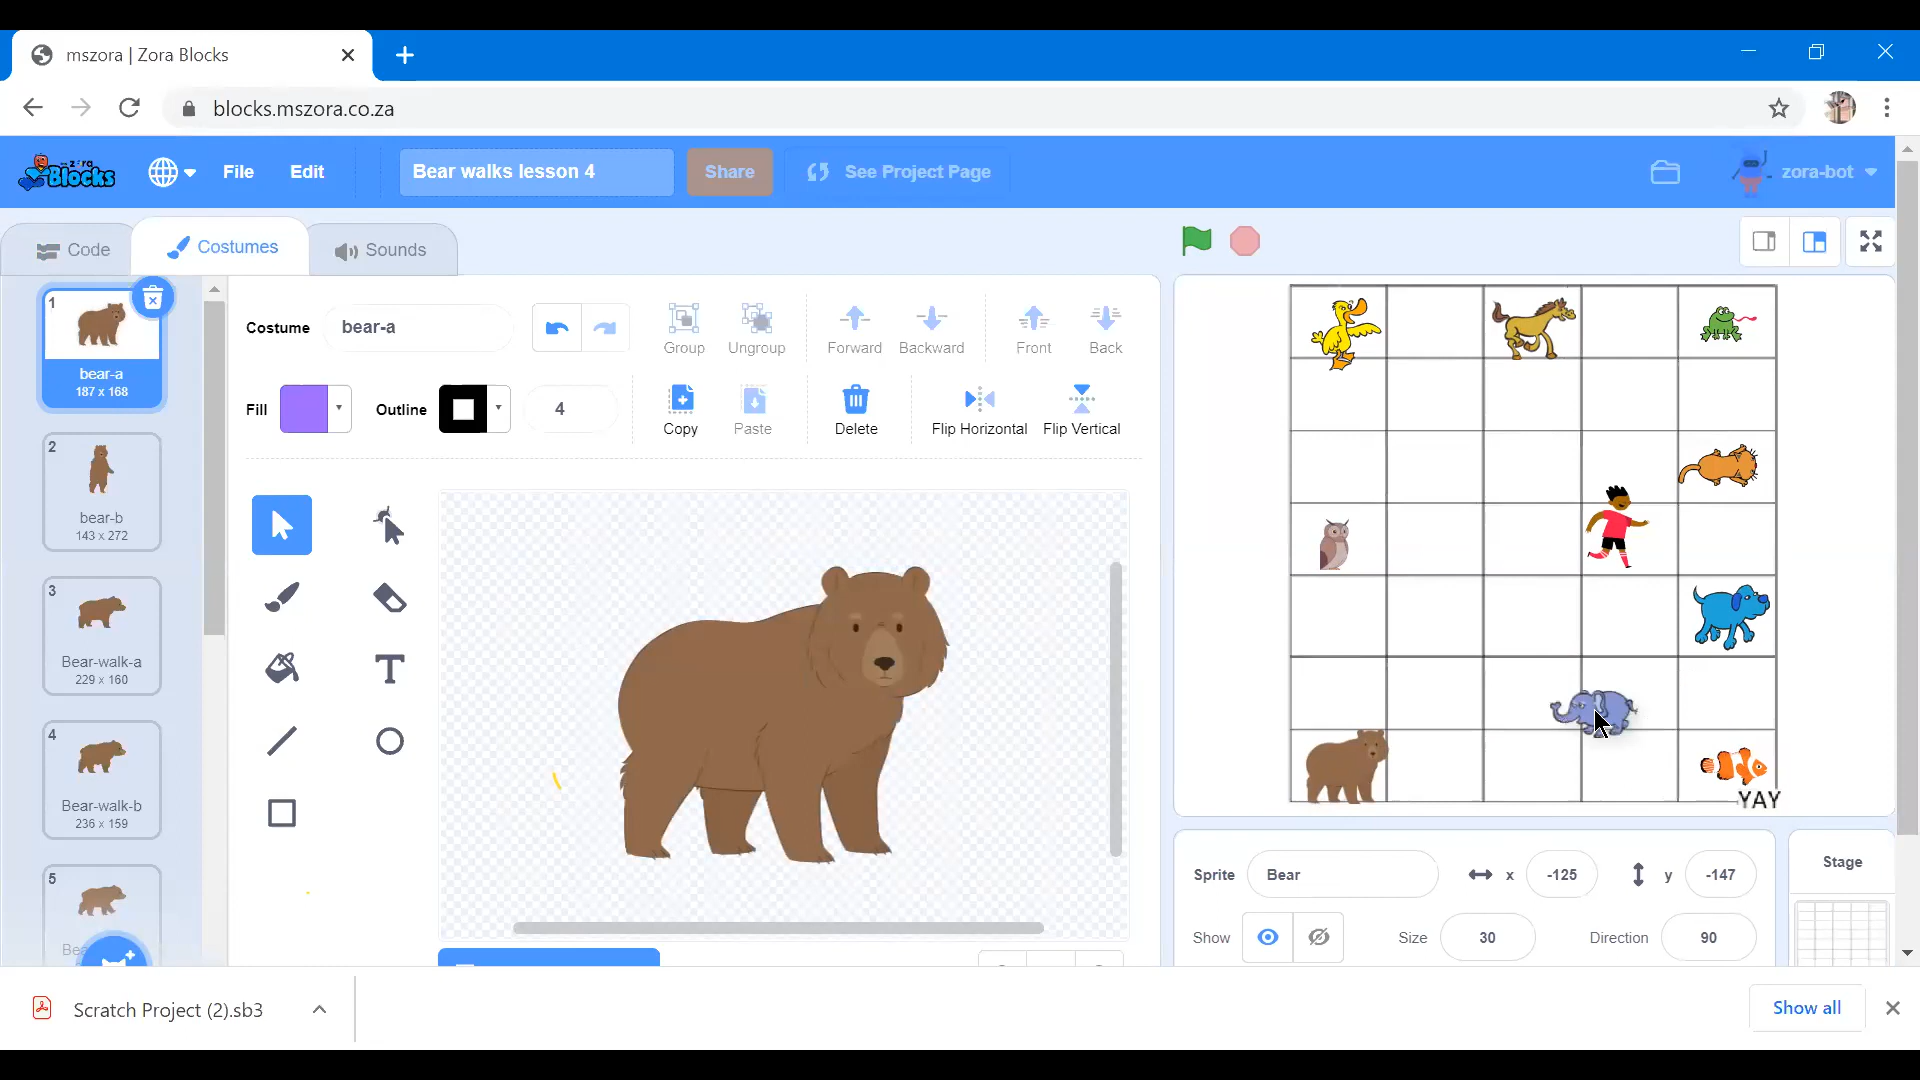 mszora | Zora Blocks
blocks.mszora.co.za
zora Blocks File Edit Bear walks lesson 4 Share See Project Page zora-bot
Code Costumes Sounds
1
bear-a
187 x 168
2
bear-b
143 x 272
3
Bear-walk-a
229 x 160
4
Bear-walk-b
236 x 159
5
Costume bear-a Group Ungroup Forward Backward Front Back
Fill Outline 4 Copy Paste Delete Flip Horizontal Flip Vertical
T
YAY
Sprite Bear x -125 y -147
Show Size 30 Direction 90
Stage
Scratch Project (2).sb3
Show all